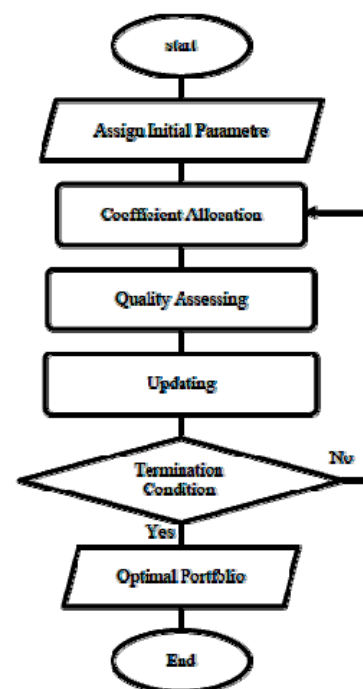 start
Assign Initial Parametre
Coefficient Allocation
Quality Assessing
Updating
Termination
Condition
No
Yes
Optimal Portfolio
End